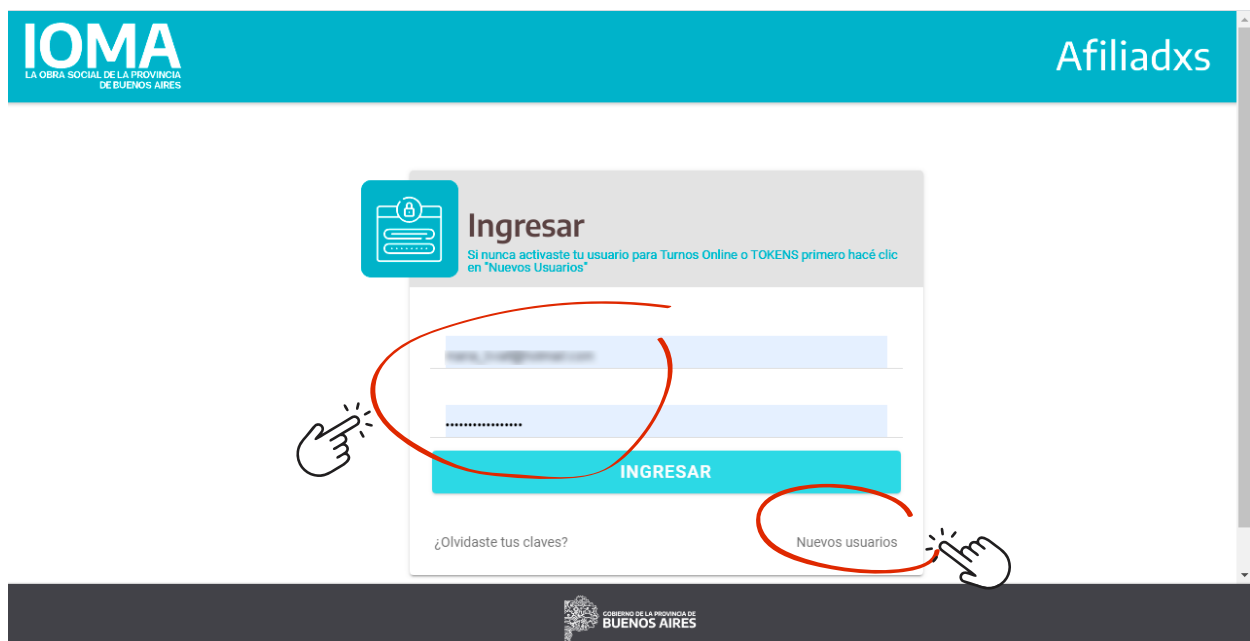 IOMA
LA OBRA SOCIAL DE LA PROVINCIA
DE BUENOS AIRES
Afiliadxs
Ingresar
Si nunca activaste tu usuario para Turnos Online o TOKENS primero hacé clic
en "Nuevos Usuarios"
INGRESAR
¿Olvidaste tus claves?
Nuevos usuarios
GOBIERNO DE LA PROVINCIA DE
BUENOS AIRES